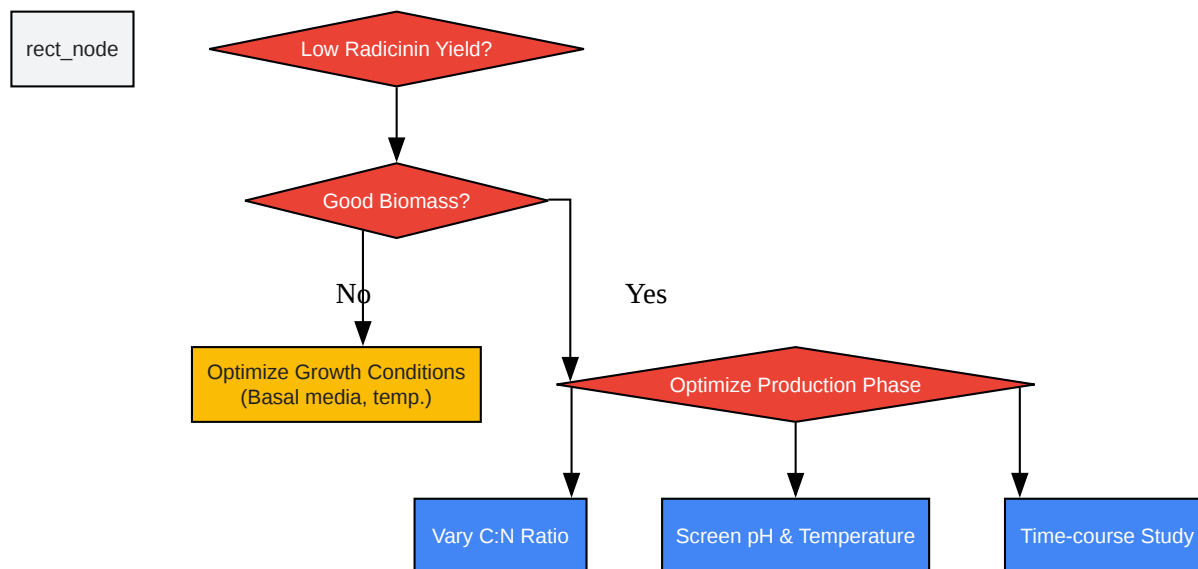 rect_node
Low Radicinin Yield?
Good Biomass?
No
Yes
Optimize Growth Conditions
(Basal media, temp.)
Optimize Production Phase
Vary C:N Ratio
Screen pH & Temperature
Time-course Study